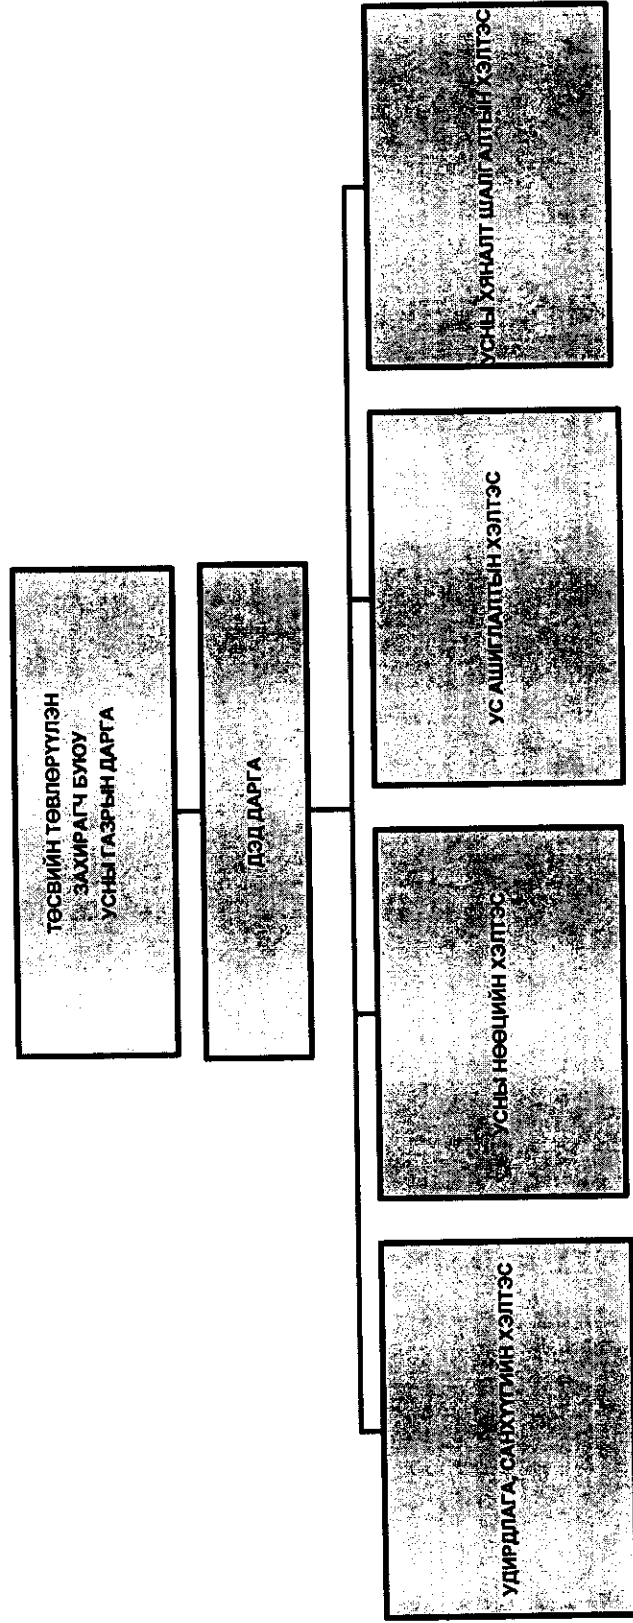 ТӨСВИЙН ТӨВЛӨРҮҮЛЭН
ЗАХИРАГЧ БУЮУ
УСНЫ ГАЗРЫН ДАРГА
ДЭД ДАРГА
УДИРДЛАГА, САНХҮҮГИЙН ХЭЛТЭС
УСНЫ НӨӨЦИЙН ХЭЛТЭС
УС АШИГЛАЛТЫН ХЭЛТЭС
УСНЫ ХЯНАЛТ ШАЛГАЛТЫН ХЭЛТЭС